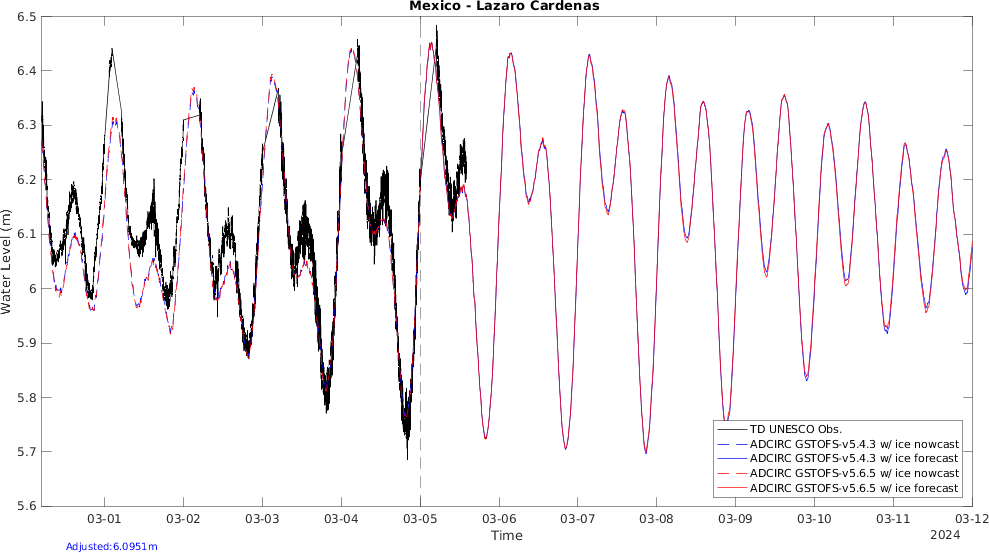 Mexico - Lazaro Cardenas
6.5
6.4
6.3
6.2
6.1
6
5.9
5.8
5.7
5.6
Water Level (m)
03-01 03-02 03-03 03-04 03-05 03-06 03-07 03-08 03-09 03-10 03-11 03-12
Time
2024
TD UNESCO Obs.
ADCIRC GSTOFS-v5.4.3 w/ ice nowcast
ADCIRC GSTOFS-v5.4.3 w/ ice forecast
ADCIRC GSTOFS-v5.6.5 w/ ice nowcast
ADCIRC GSTOFS-v5.6.5 w/ ice forecast
Adjusted:6.0951m